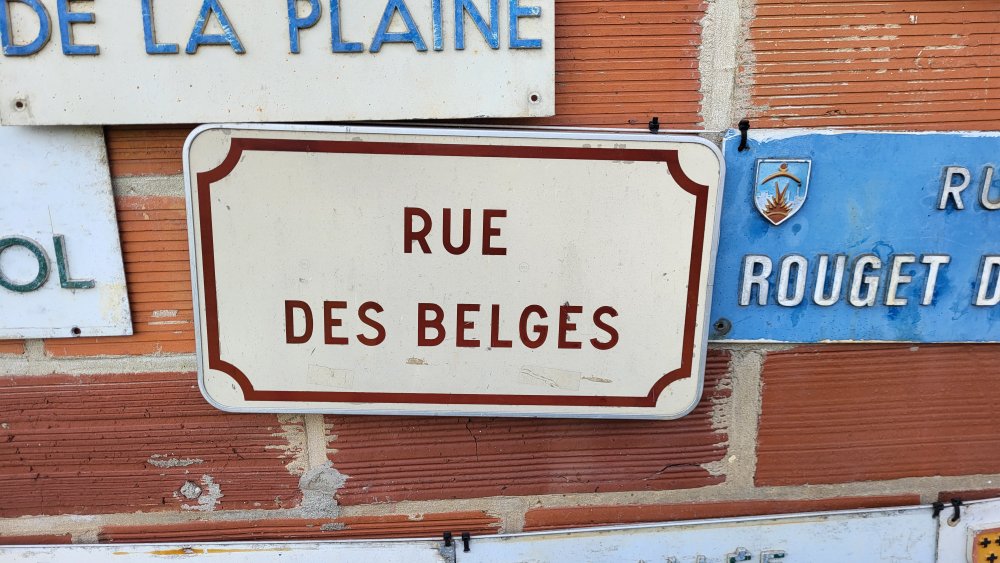 DE LA PLAINE
OL
RUE
DES BELGES
RU
ROUGET D